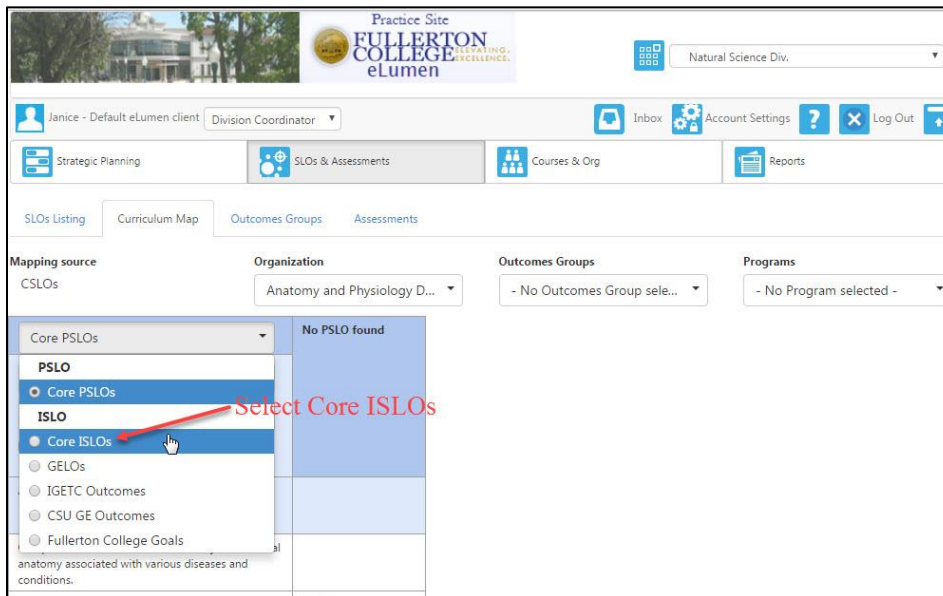 Practice Site
FULLERTON
COLLEGE ELEVATING. EXCELLENCE.
eLumen
Natural Science Div.
Janice - Default eLumen client Division Coordinator
Inbox Account Settings ? Log Out
Strategic Planning SLOs & Assessments Courses & Org Reports
SLOs Listing Curriculum Map Outcomes Groups Assessments
Mapping source Organization Outcomes Groups Programs
CSLOs Anatomy and Physiology D... - No Outcomes Group sele... - No Program selected -
Core PSLOs No PSLO found
PSLO
Core PSLOs
Select Core ISLOs
ISLO
Core ISLOs
GELOs
IGETC Outcomes
CSU GE Outcomes
Fullerton College Goals
anatomy associated with various diseases and
conditions.